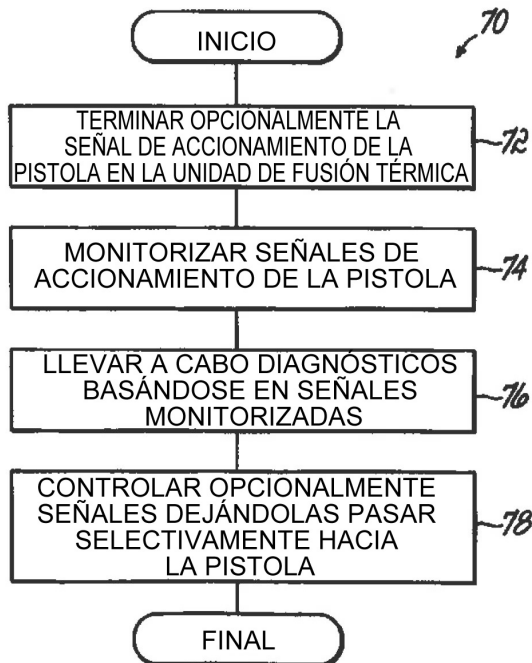 INICIO
70
TERMINAR OPCIONALMENTE LA
SEÑAL DE ACCIONAMIENTO DE LA
PISTOLA EN LA UNIDAD DE FUSIÓN TÉRMICA
72
MONITORIZAR SEÑALES DE
ACCIONAMIENTO DE LA PISTOLA
74
LLEVAR A CABO DIAGNÓSTICOS
BASÁNDOSE EN SEÑALES
MONITORIZADAS
76
CONTROLAR OPCIONALMENTE
SEÑALES DEJÁNDOLAS PASAR
SELECTIVAMENTE HACIA
LA PISTOLA
78
FINAL